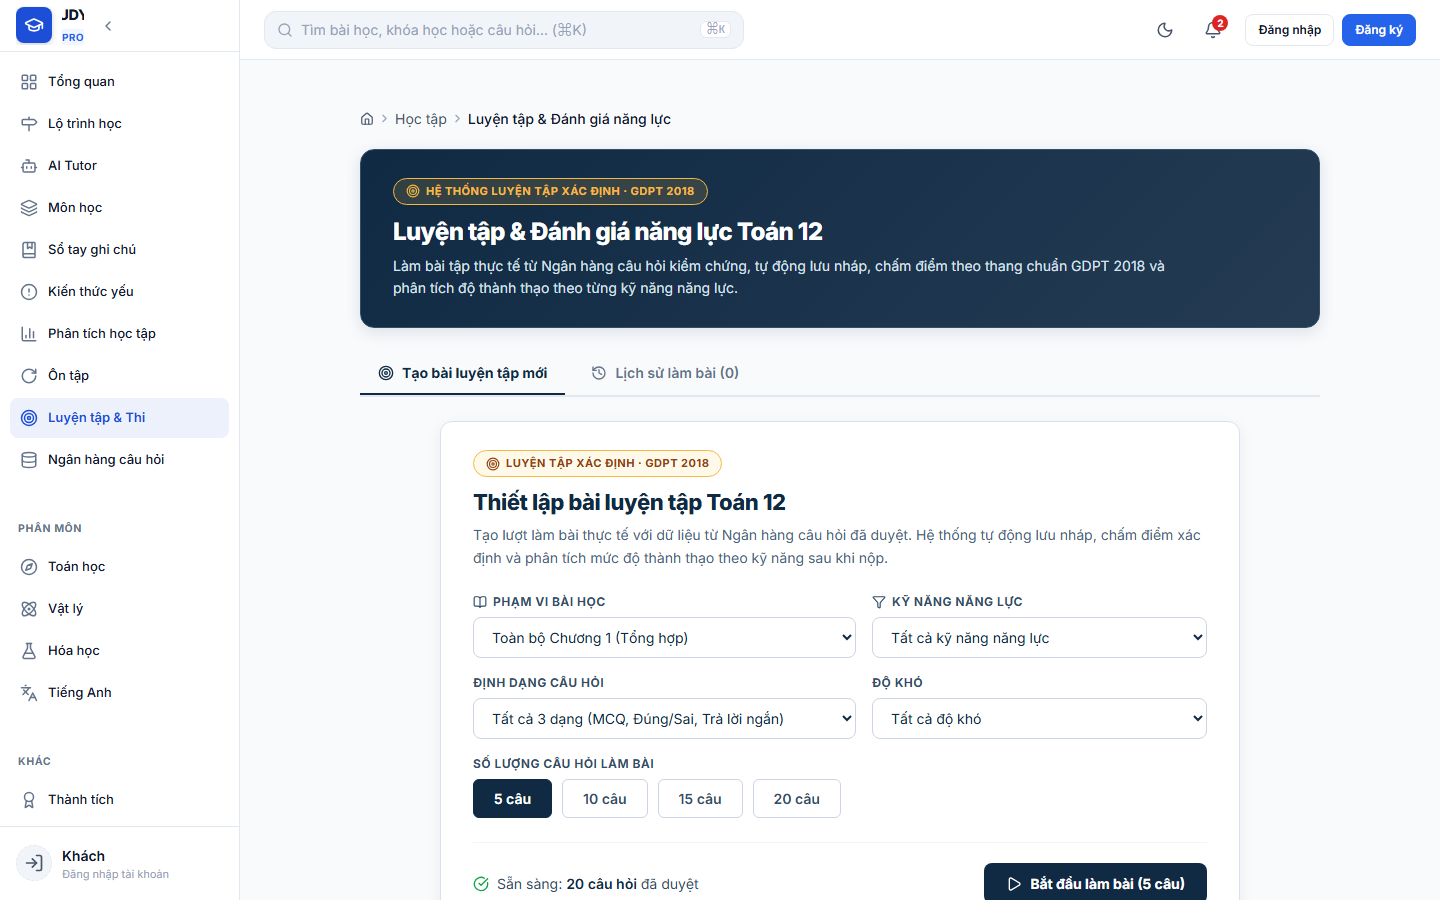 JDY
PRO
Tìm bài học, khóa học hoặc câu hỏi... (⌘K)
⌘K
2
Đăng nhập
Đăng ký
Tổng quan
Lộ trình học
AI Tutor
Môn học
Sổ tay ghi chú
Kiến thức yếu
Phân tích học tập
Ôn tập
Luyện tập & Thi
Ngân hàng câu hỏi
PHÂN MÔN
Toán học
Vật lý
Hóa học
Tiếng Anh
KHÁC
Thành tích
Khách
Đăng nhập tài khoản
Học tập
Luyện tập & Đánh giá năng lực
HỆ THỐNG LUYỆN TẬP XÁC ĐỊNH · GDPT 2018
Luyện tập & Đánh giá năng lực Toán 12
Làm bài tập thực tế từ Ngân hàng câu hỏi kiểm chứng, tự động lưu nháp, chấm điểm theo thang chuẩn GDPT 2018 và
phân tích độ thành thạo theo từng kỹ năng năng lực.
Tạo bài luyện tập mới
Lịch sử làm bài (0)
LUYỆN TẬP XÁC ĐỊNH · GDPT 2018
Thiết lập bài luyện tập Toán 12
Tạo lượt làm bài thực tế với dữ liệu từ Ngân hàng câu hỏi đã duyệt. Hệ thống tự động lưu nháp, chấm điểm xác
định và phân tích mức độ thành thạo theo kỹ năng sau khi nộp.
PHẠM VI BÀI HỌC
KỸ NĂNG NĂNG LỰC
Toàn bộ Chương 1 (Tổng hợp)
Tất cả kỹ năng năng lực
ĐỊNH DẠNG CÂU HỎI
ĐỘ KHÓ
Tất cả 3 dạng (MCQ, Đúng/Sai, Trả lời ngắn)
Tất cả độ khó
SỐ LƯỢNG CÂU HỎI LÀM BÀI
5 câu
10 câu
15 câu
20 câu
Sẵn sàng: 20 câu hỏi đã duyệt
Bắt đầu làm bài (5 câu)